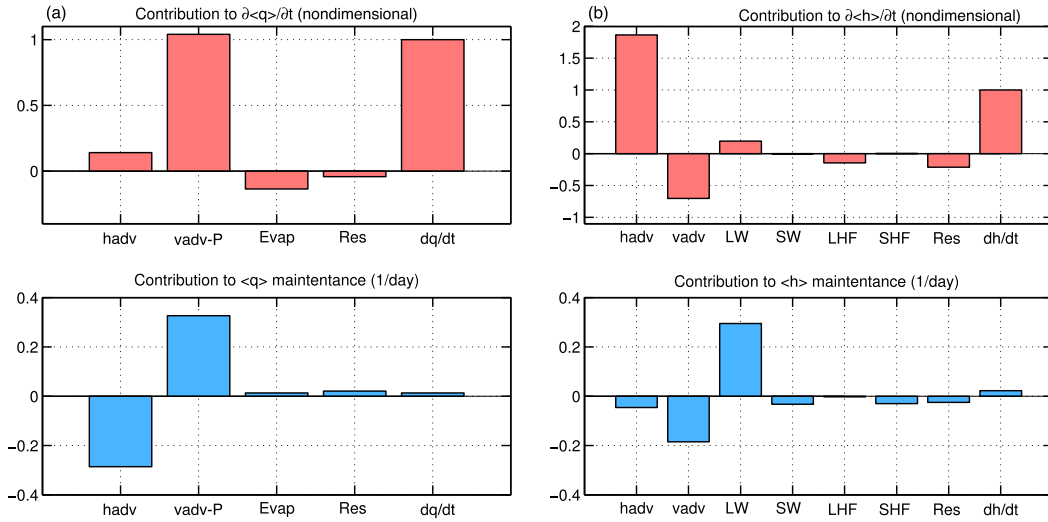 (a) Contribution to ∂<q>/∂t (nondimensional)
1
0.5
0
hadv vadv-P Evap Res dq/dt
Contribution to <q> maintentance (1/day)
0.4
0.2
0
−0.2
−0.4
hadv vadv-P Evap Res dq/dt
(b) Contribution to ∂<h>/∂t (nondimensional)
2
1.5
1
0.5
0
−0.5
−1
hadv vadv LW SW LHF SHF Res dh/dt
Contribution to <h> maintentance (1/day)
0.4
0.2
0
−0.2
−0.4
hadv vadv LW SW LHF SHF Res dh/dt